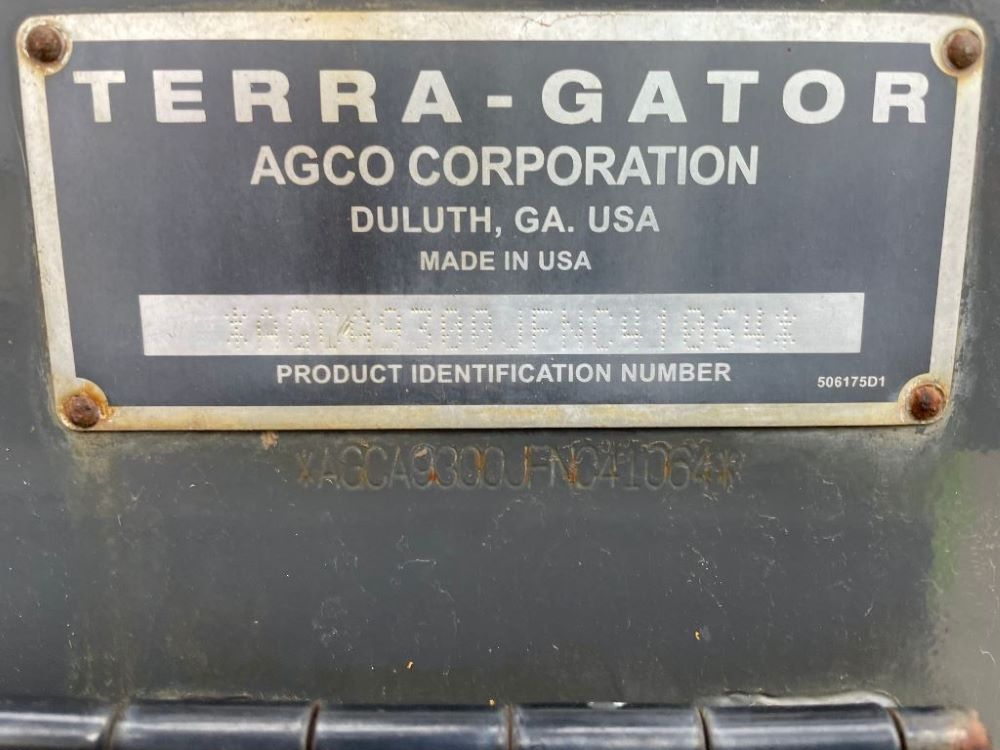 TERRA-GATOR
AGCO CORPORATION
DULUTH, GA. USA
MADE IN USA
*AGCA9300JFNC41064*
PRODUCT IDENTIFICATION NUMBER
506175D1
*AGCA9300JFNC41064*